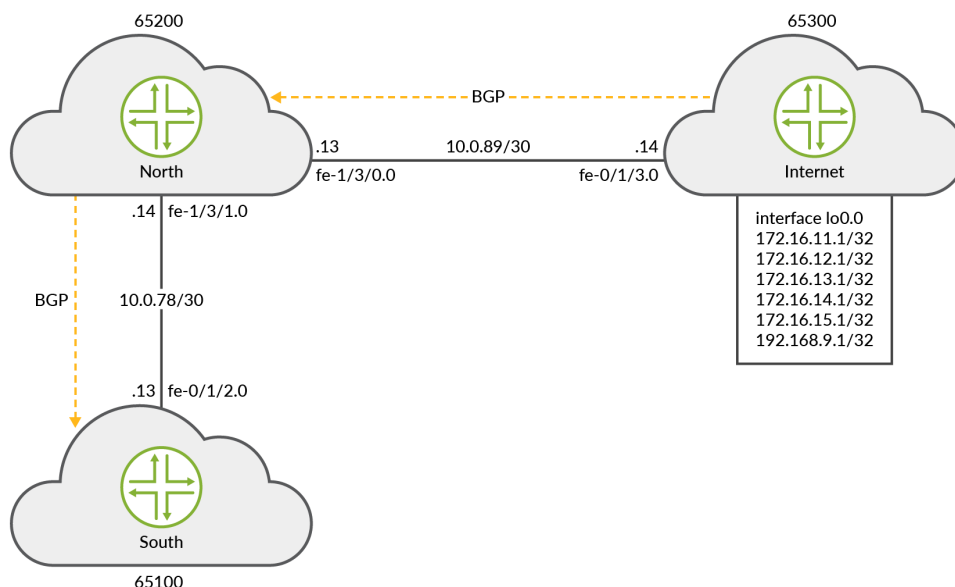 65200
65300
BGP
.13
10.0.89/30
.14
North
fe-1/3/0.0
fe-0/1/3.0
Internet
.14
fe-1/3/1.0
interface lo0.0
172.16.11.1/32
172.16.12.1/32
172.16.13.1/32
172.16.14.1/32
172.16.15.1/32
192.168.9.1/32
BGP
10.0.78/30
.13
fe-0/1/2.0
South
65100